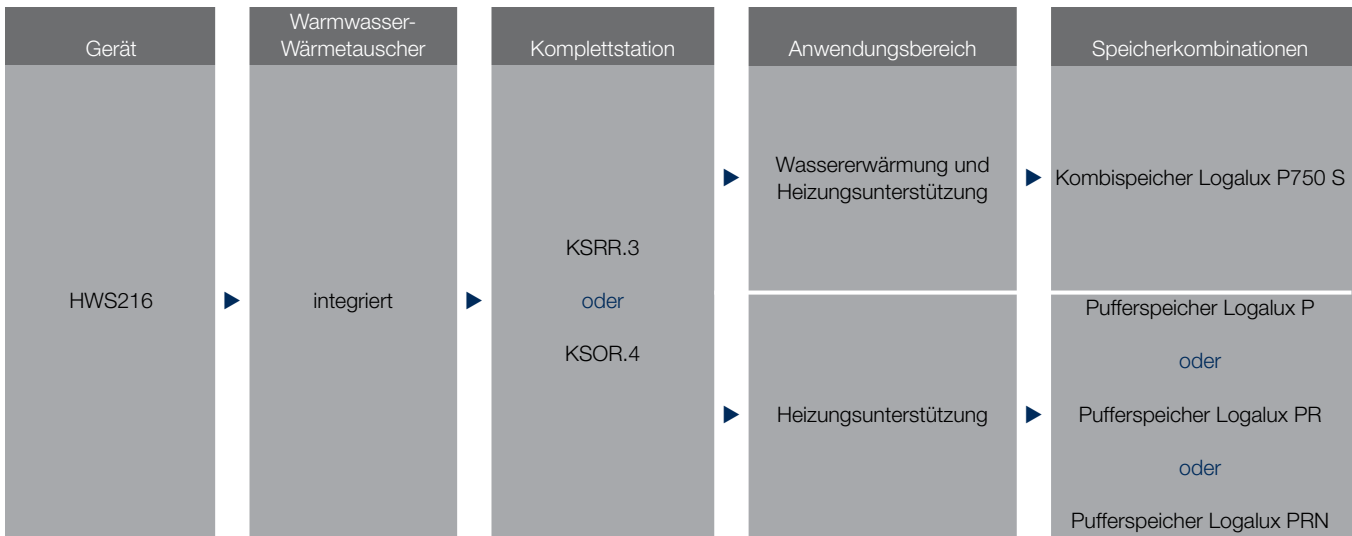 Gerät
Warmwasser-
Wärmetauscher
Komplettstation
Anwendungsbereich
Speicherkombinationen
HWS216
integriert
KSRR.3
oder
KSOR.4
Wassererwärmung und
Heizungsunterstützung
Kombispeicher Logalux P750 S
Heizungsunterstützung
Pufferspeicher Logalux P
oder
Pufferspeicher Logalux PR
oder
Pufferspeicher Logalux PRN